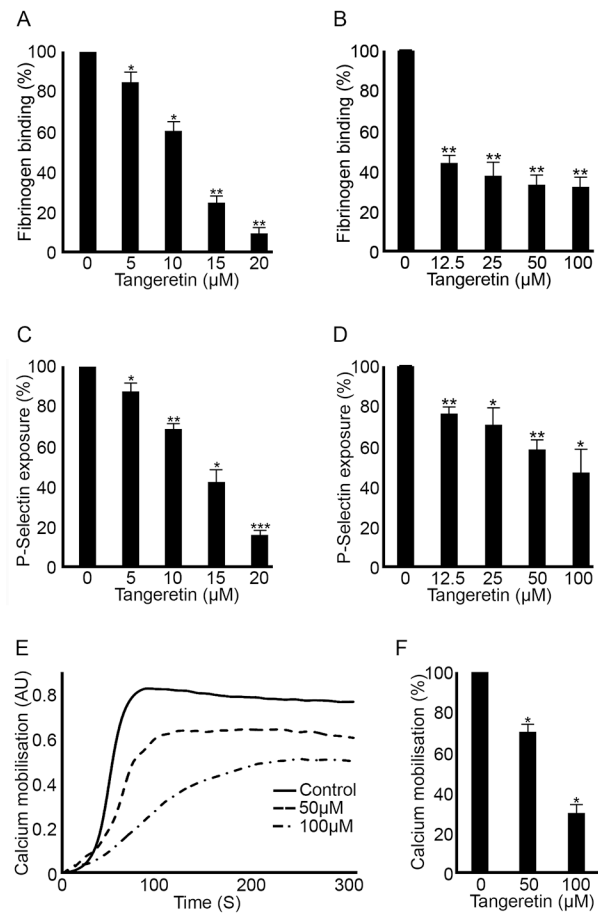 A
Fibrinogen binding (%)
100
80
60
40
20
0
* * ** **
0 5 10 15 20
Tangeretin (μM)
B
Fibrinogen binding (%)
100
80
60
40
20
0
** ** ** **
0 12.5 25 50 100
Tangeretin (μM)
C
P-Selectin exposure (%)
100
80
60
40
20
0
* ** * ***
0 5 10 15 20
Tangeretin (μM)
D
P-Selectin exposure (%)
100
80
60
40
20
0
** * ** *
0 12.5 25 50 100
Tangeretin (μM)
E
Calcium mobilisation (AU)
0.8
0.6
0.4
0.2
0
Control
50μM
100μM
0 100 200 300
Time (S)
F
Calcium mobilisation (%)
100
80
60
40
20
0
* *
0 50 100
Tangeretin (μM)